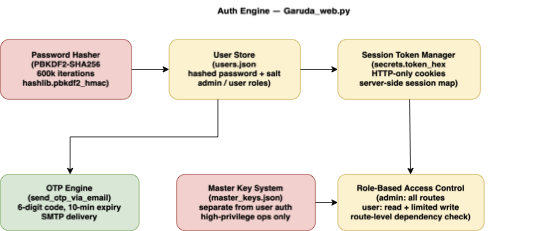 Auth Engine — Garuda_web.py
Password Hasher
(PBKDF2-SHA256
600k iterations
hashlib.pbkdf2_hmac)
User Store
(users.json
hashed password + salt
admin / user roles)
Session Token Manager
(secrets.token_hex
HTTP-only cookies
server-side session map)
OTP Engine
(send_otp_via_email)
6-digit code, 10-min expiry
SMTP delivery
Master Key System
(master_keys.json)
separate from user auth
high-privilege ops only
Role-Based Access Control
(admin: all routes
user: read + limited write
route-level dependency check)